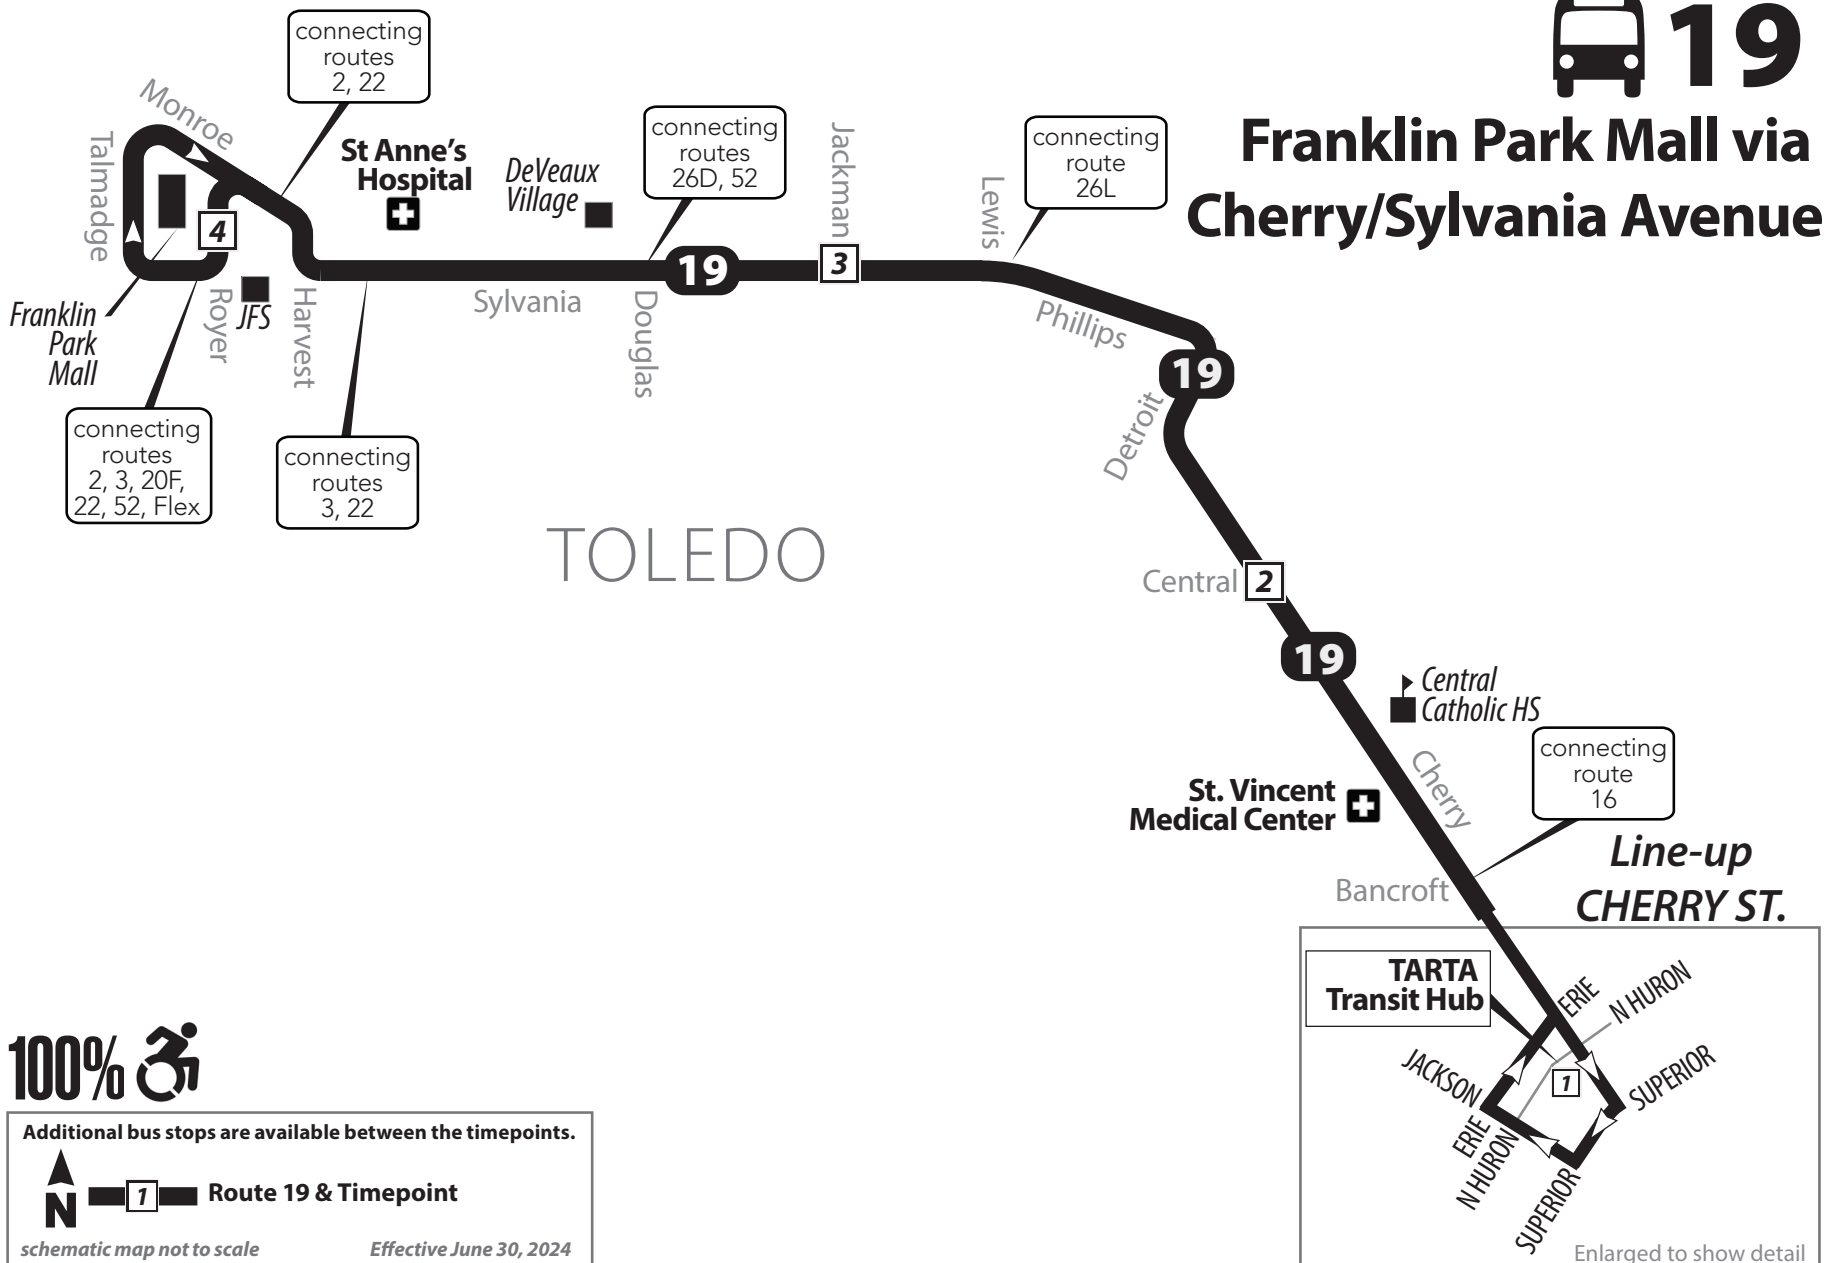 19
Franklin Park Mall via
Cherry/Sylvania Avenue
connecting
routes
2, 22
Monroe
Talmadge
St Anne's
Hospital
DeVeaux
Village
connecting
routes
26D, 52
Jackman
Lewis
connecting
route
26L
4
19
3
Franklin
Park
Mall
Royer
JFS
Harvest
Sylvania
Douglas
Phillips
19
Detroit
connecting
routes
2, 3, 20F,
22, 52, Flex
connecting
routes
3, 22
TOLEDO
Central
2
19
Central
Catholic HS
Cherry
connecting
route
16
St. Vincent
Medical Center
Bancroft
Line-up
CHERRY ST.
TARTA
Transit Hub
ERIE
N HURON
JACKSON
1
SUPERIOR
ERIE
N HURON
SUPERIOR
Enlarged to show detail
100%
Additional bus stops are available between the timepoints.
N
1
Route 19 & Timepoint
schematic map not to scale
Effective June 30, 2024